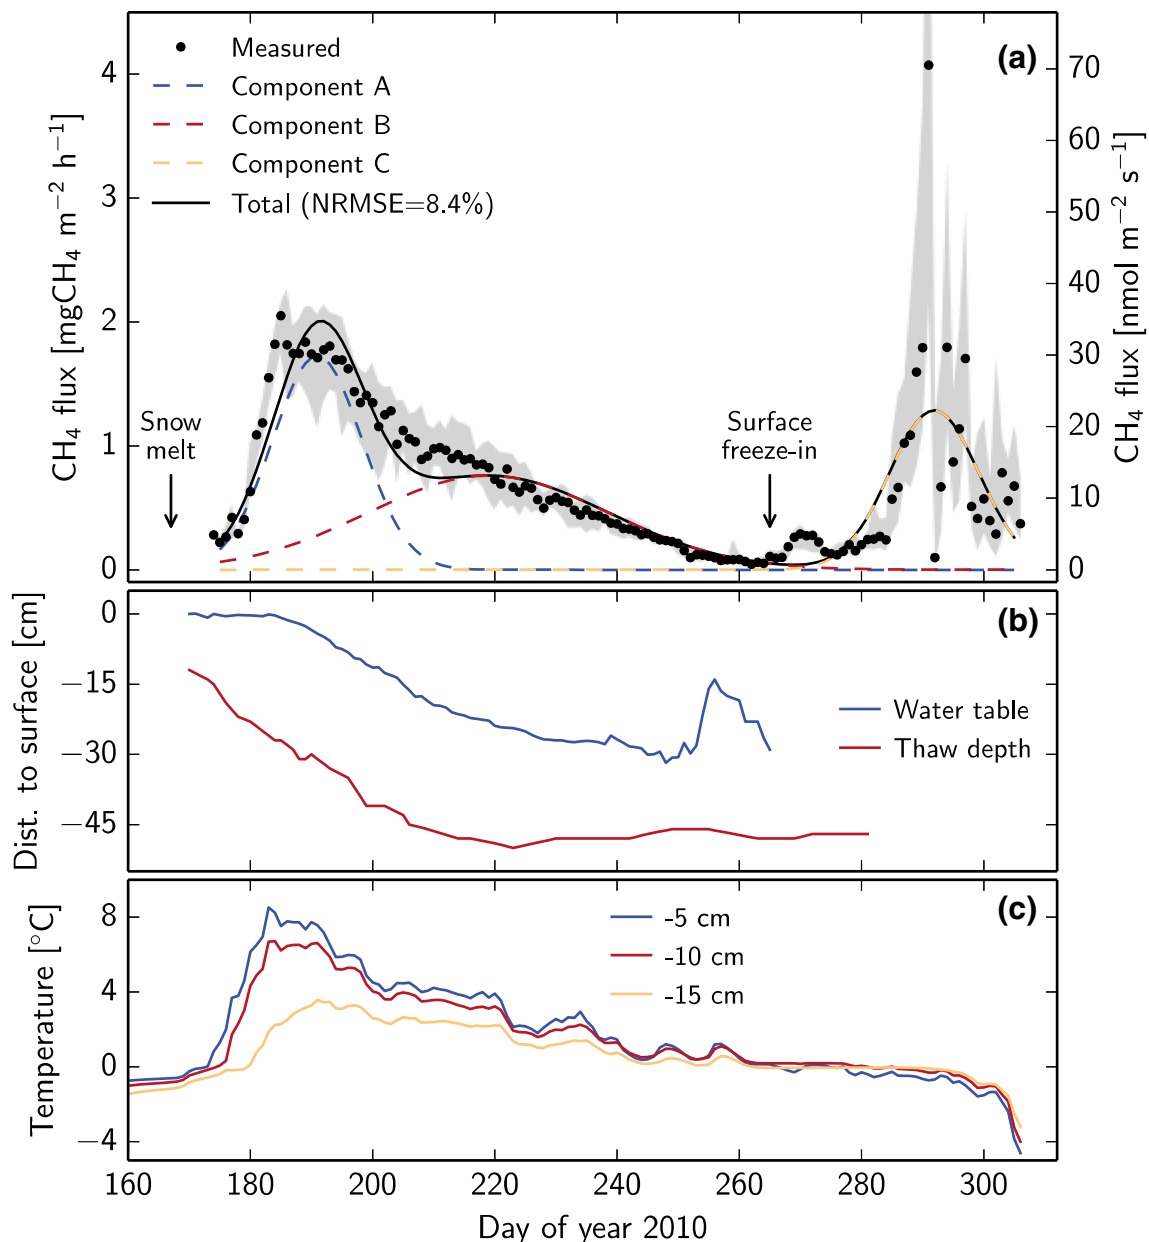 (a)
Measured
Component A
Component B
Component C
Total (NRMSE=8.4%)
CH₄ flux [mgCH₄ m⁻² h⁻¹]
4
3
2
1
0
CH₄ flux [nmol m⁻² s⁻¹]
70
60
50
40
30
20
10
0
Snow
melt
Surface
freeze-in
(b)
Dist. to surface [cm]
0
−15
−30
−45
Water table
Thaw depth
(c)
Temperature [°C]
8
4
0
−4
-5 cm
-10 cm
-15 cm
160 180 200 220 240 260 280 300
Day of year 2010